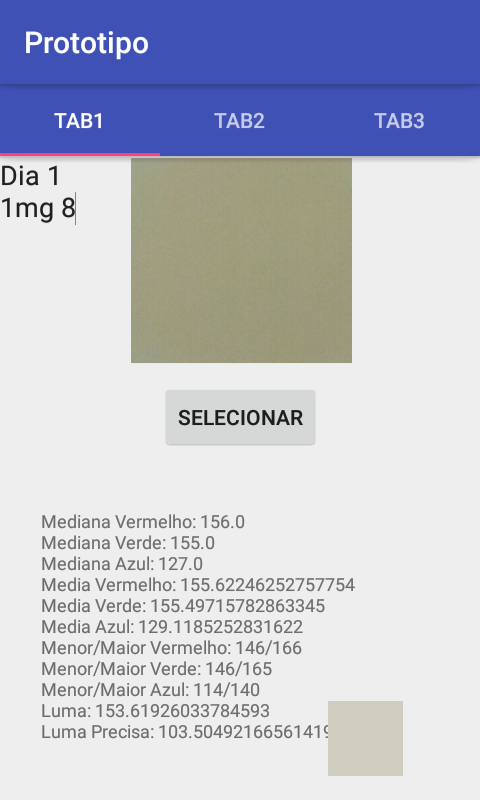 Prototipo
TAB1 TAB2 TAB3
Dia 1
1mg 8
SELECIONAR
Mediana Vermelho: 156.0
Mediana Verde: 155.0
Mediana Azul: 127.0
Media Vermelho: 155.62246252757754
Media Verde: 155.49715782863345
Media Azul: 129.1185252831622
Menor/Maior Vermelho: 146/166
Menor/Maior Verde: 146/165
Menor/Maior Azul: 114/140
Luma: 153.61926033784593
Luma Precisa: 103.50492166561419